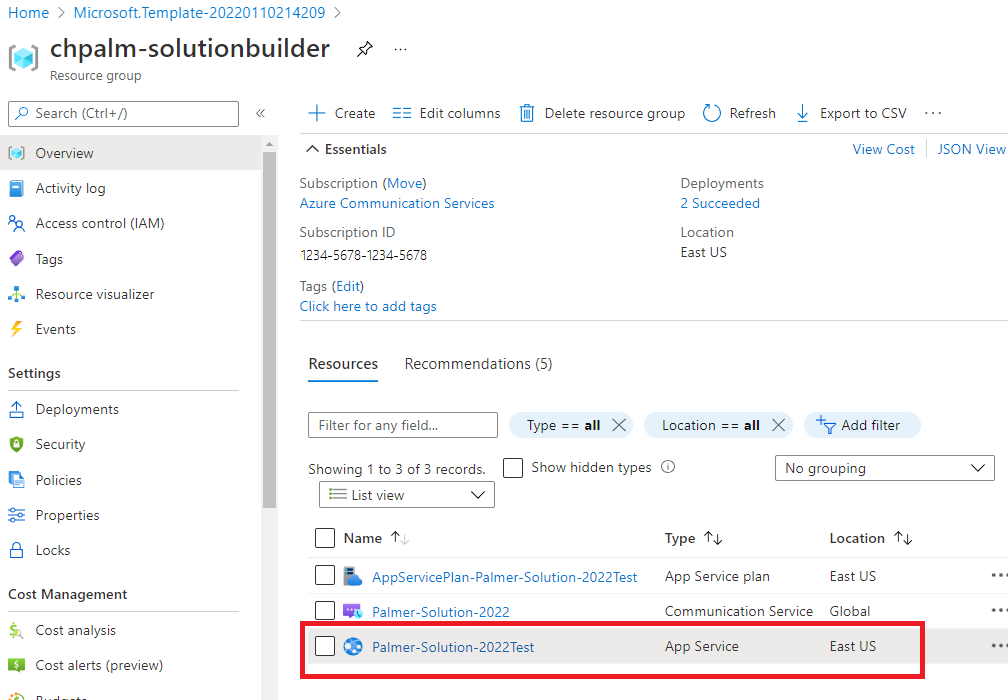 Home > Microsoft.Template-20220110214209 >
chpalm-solutionbuilder ...
Resource group
Search (Ctrl+/) «
Overview
Activity log
Access control (IAM)
Tags
Resource visualizer
Events
Settings
Deployments
Security
Policies
Properties
Locks
Cost Management
Cost analysis
Cost alerts (preview)
Budgets
Create Edit columns Delete resource group Refresh Export to CSV ...
Essentials View Cost JSON View
Subscription (Move)
Azure Communication Services
Subscription ID
1234-5678-1234-5678
Tags (Edit)
Click here to add tags
Deployments
2 Succeeded
Location
East US
Resources Recommendations (5)
Filter for any field... Type == all Location == all Add filter
Showing 1 to 3 of 3 records. Show hidden types No grouping
List view
Name Type Location
AppServicePlan-Palmer-Solution-2022Test App Service plan East US ...
Palmer-Solution-2022 Communication Service Global ...
Palmer-Solution-2022Test App Service East US ...